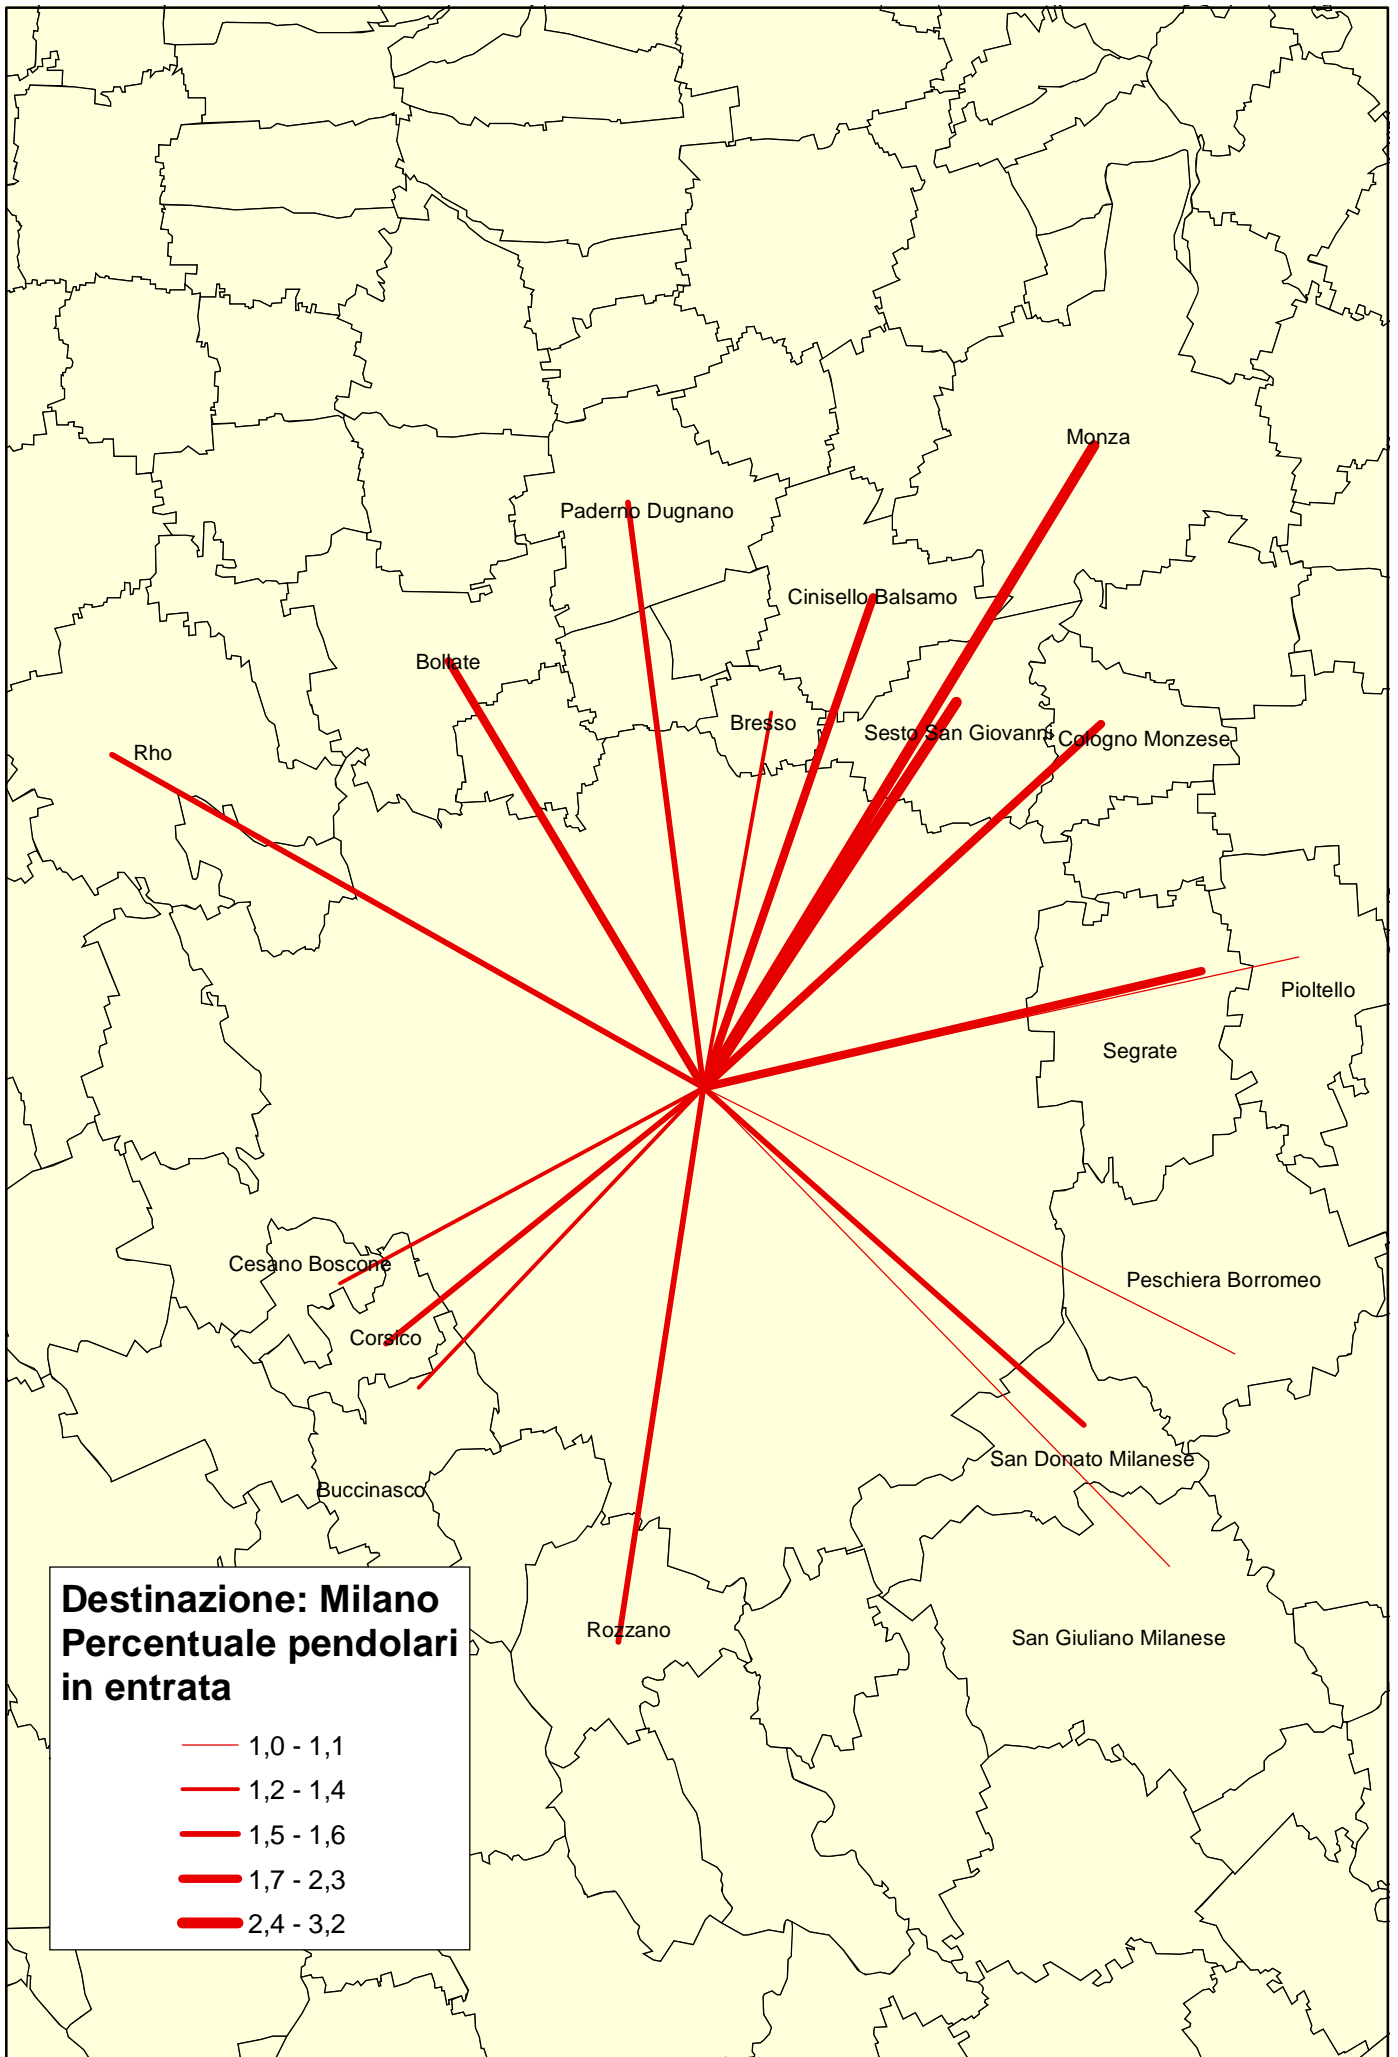 Monza
Paderno Dugnano
Cinisello Balsamo
Bollate
Bresso
Sesto San Giovanni
Cologno Monzese
Rho
Pioltello
Segrate
Cesano Boscone
Peschiera Borromeo
Corsico
San Donato Milanese
Buccinasco
Rozzano
San Giuliano Milanese
Destinazione: Milano
Percentuale pendolari
in entrata
1,0 - 1,1
1,2 - 1,4
1,5 - 1,6
1,7 - 2,3
2,4 - 3,2